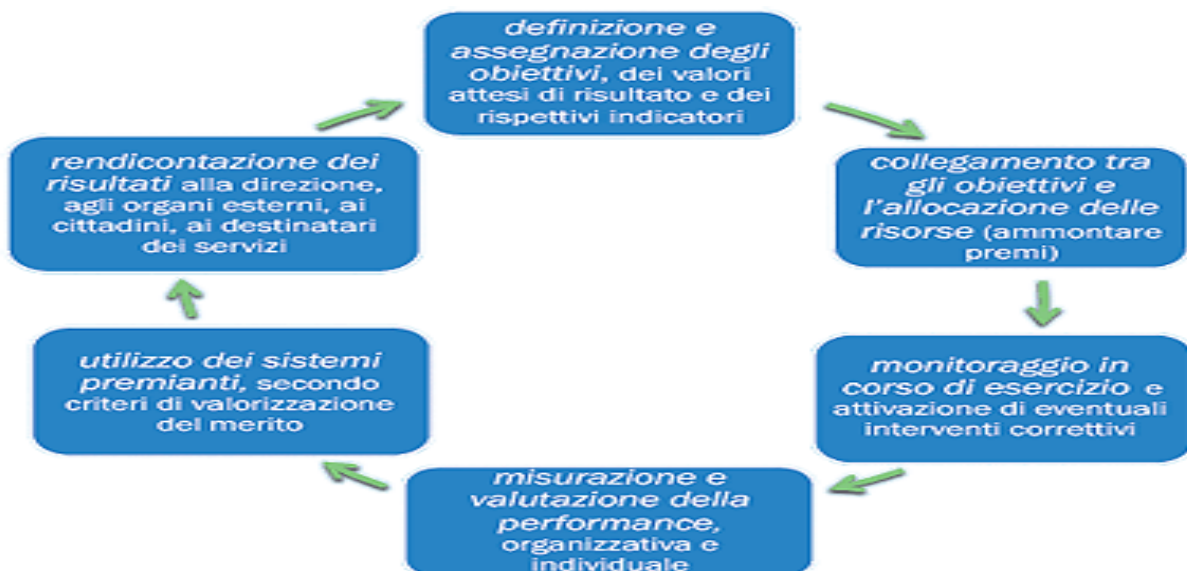 definizione e
assegnazione degli
obiettivi, dei valori
attesi di risultato e dei
rispettivi indicatori
collegamento tra
gli obiettivi e
l'allocazione delle
risorse (ammontare
premi)
monitoraggio in
corso di esercizio e
attivazione di eventuali
interventi correttivi
misurazione e
valutazione della
performance,
organizzativa e
individuale
utilizzo dei sistemi
premianti, secondo
criteri di valorizzazione
del merito
rendicontazione dei
risultati alla direzione,
agli organi esterni, ai
cittadini, ai destinatari
dei servizi